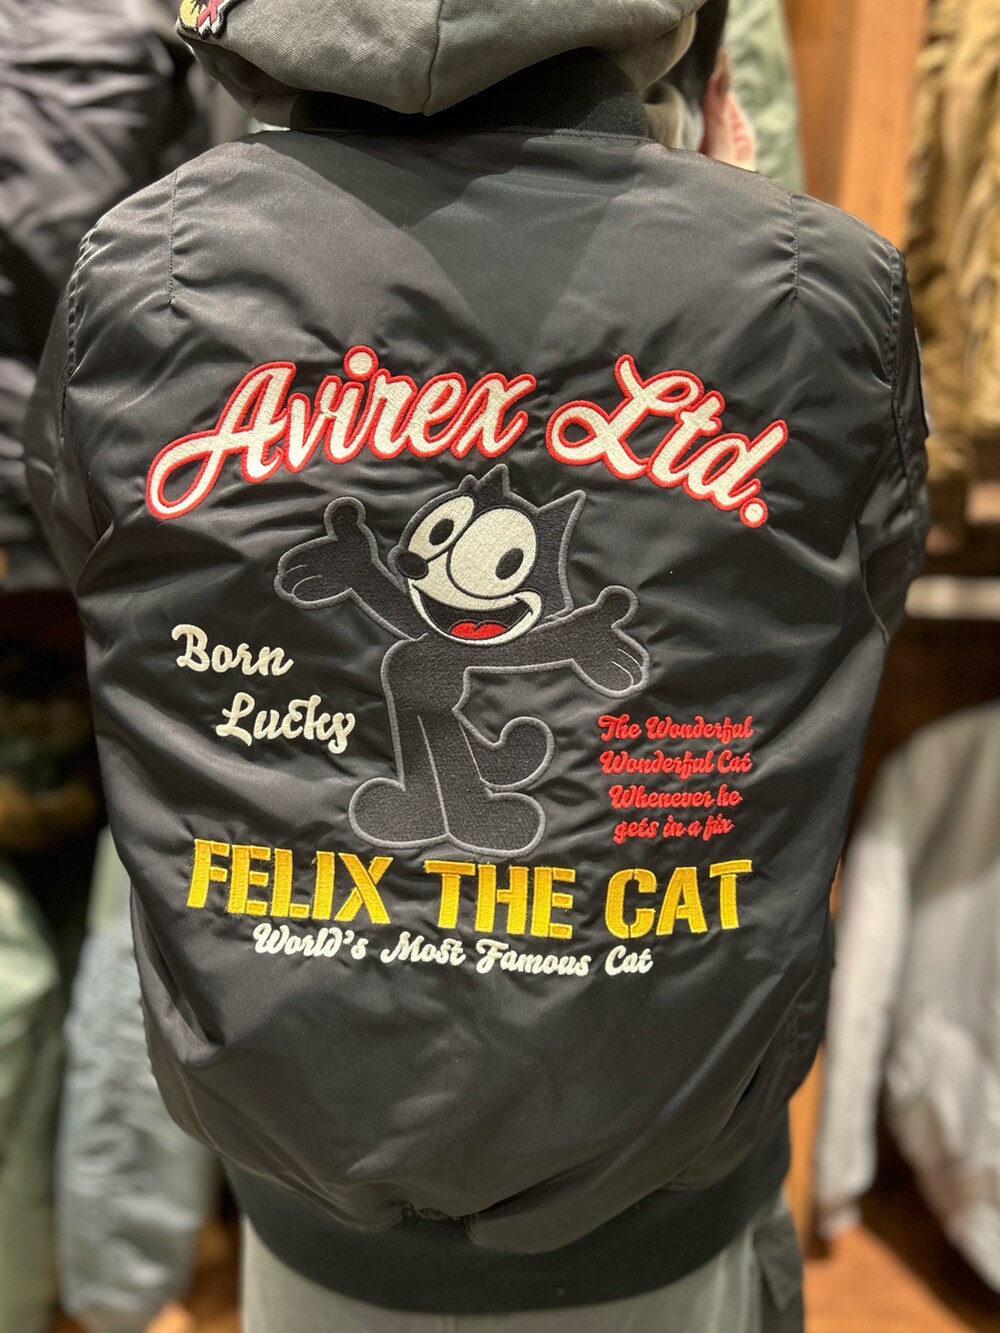 Avirex Ltd.
Born
Lucky
The Wonderful
Wonderful Cat
Whenever he
gets in a fix
FELIX THE CAT
World's Most Famous Cat